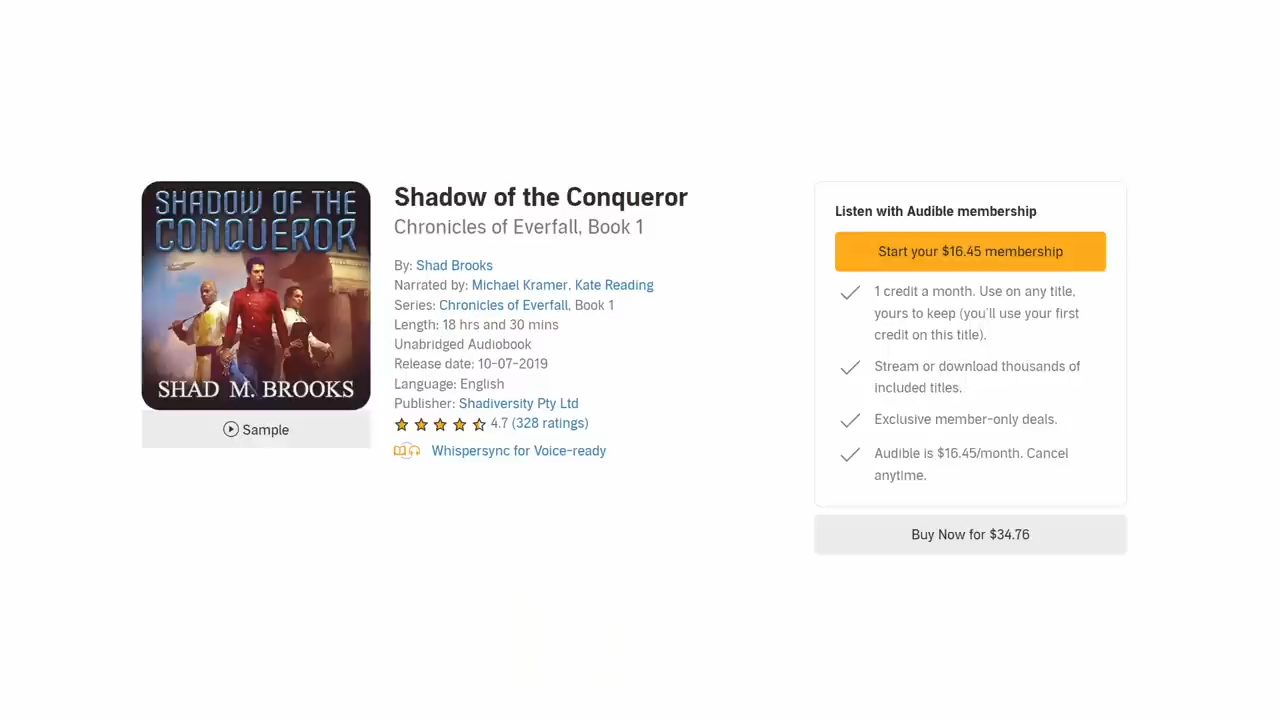 SHADOW OF THE
CONQUEROR
SHAD M. BROOKS
Sample
Shadow of the Conqueror
Chronicles of Everfall, Book 1
By: Shad Brooks
Narrated by: Michael Kramer, Kate Reading
Series: Chronicles of Everfall, Book 1
Length: 18 hrs and 30 mins
Unabridged Audiobook
Release date: 10-07-2019
Language: English
Publisher: Shadiversity Pty Ltd
4.7 (328 ratings)
Whispersync for Voice-ready
Listen with Audible membership
Start your $16.45 membership
1 credit a month. Use on any title,
yours to keep (you'll use your first
credit on this title).
Stream or download thousands of
included titles.
Exclusive member-only deals.
Audible is $16.45/month. Cancel
anytime.
Buy Now for $34.76